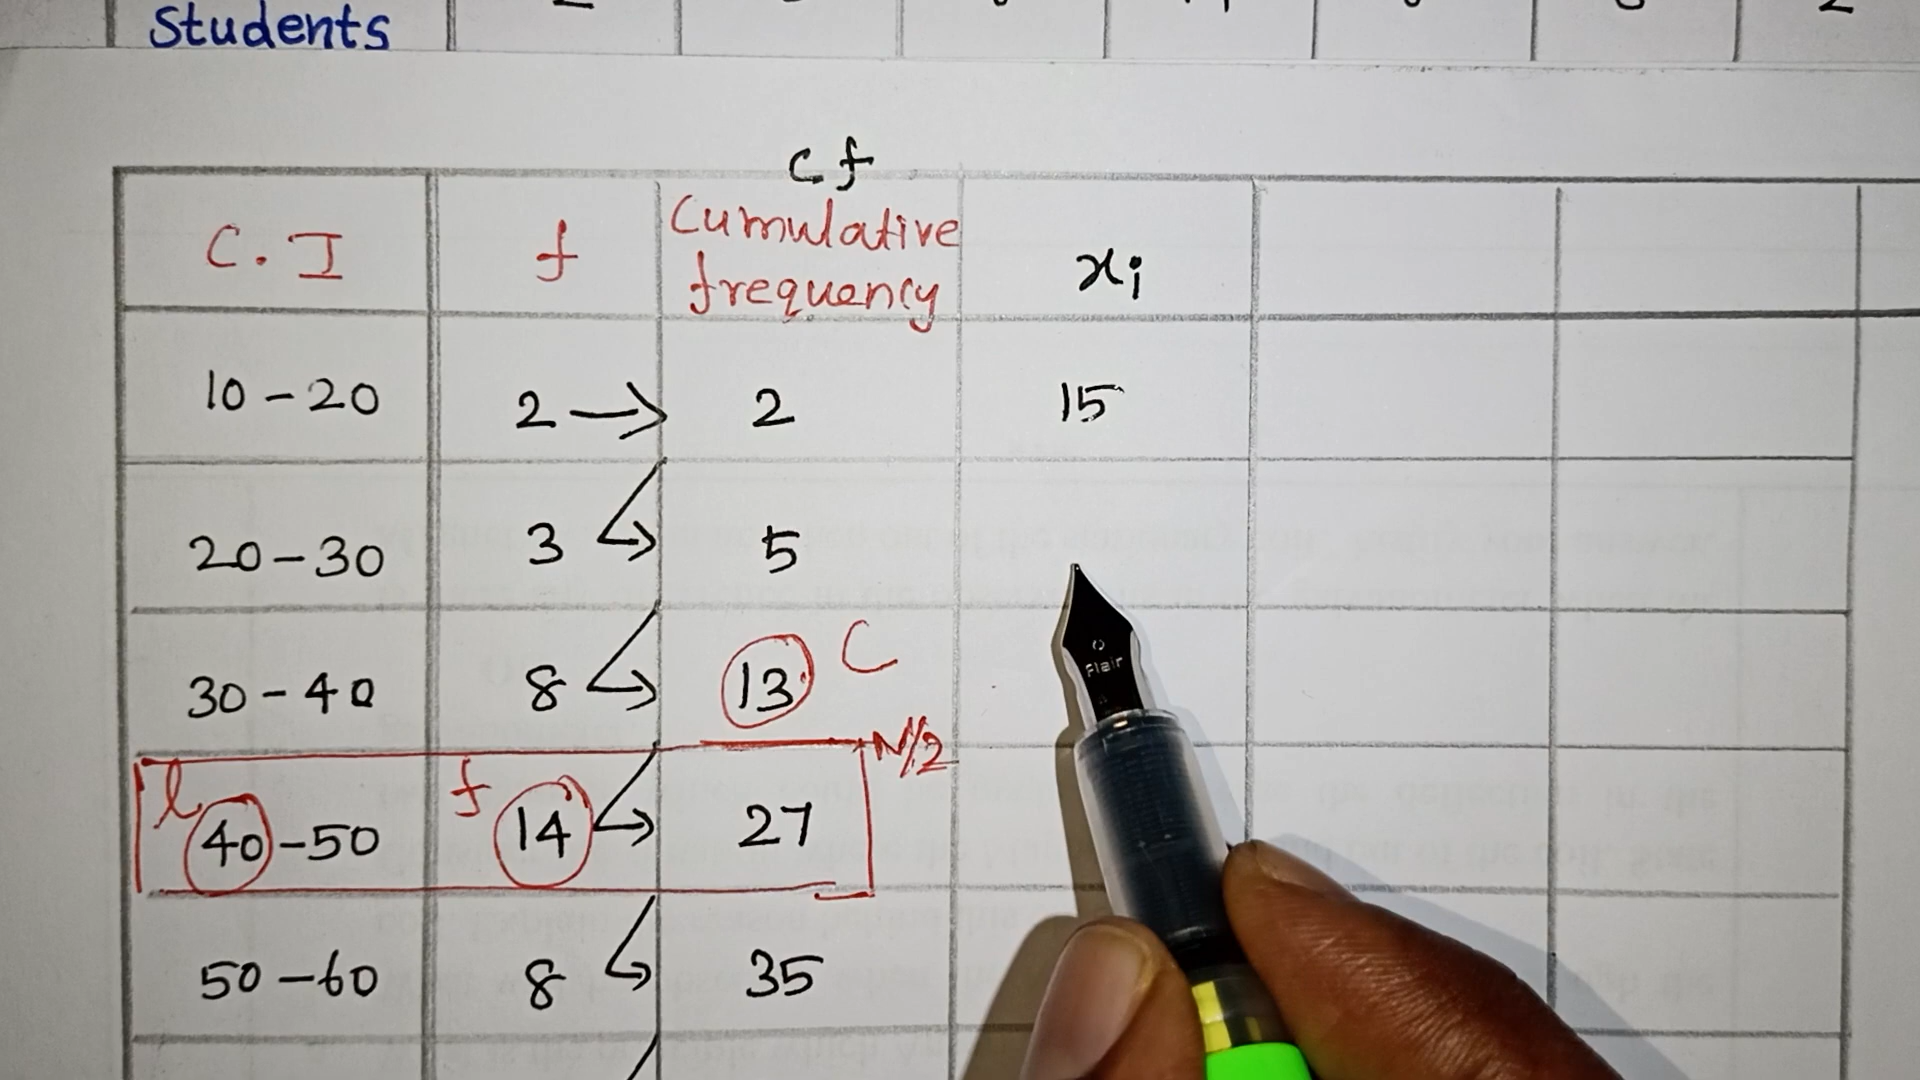 Students
cf
C.I f Cumulative frequency xi
10-20 2 2 15
20-30 3 5
30-40 8 13 C
N/2
l 40-50 f 14 27
50-60 8 35
Flair